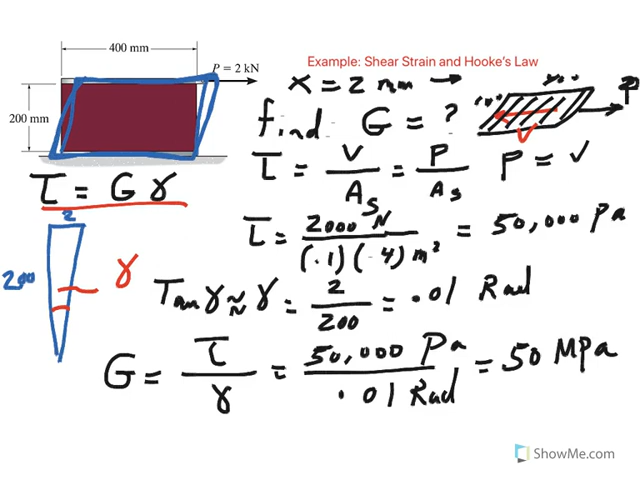 400 mm
P = 2 kN
Example: Shear Strain and Hooke's Law
x = 2 mm →
200 mm
find G = ?
P
τ = V / As = P / As P = V
V
τ = G γ
τ = 2000 N / (.1)(.4) m² = 50,000 Pa
2
200
γ
Tan γ ≈ γ = 2 / 200 = .01 Rad
G = τ / γ = 50,000 Pa / .01 Rad = 50 MPa
ShowMe.com